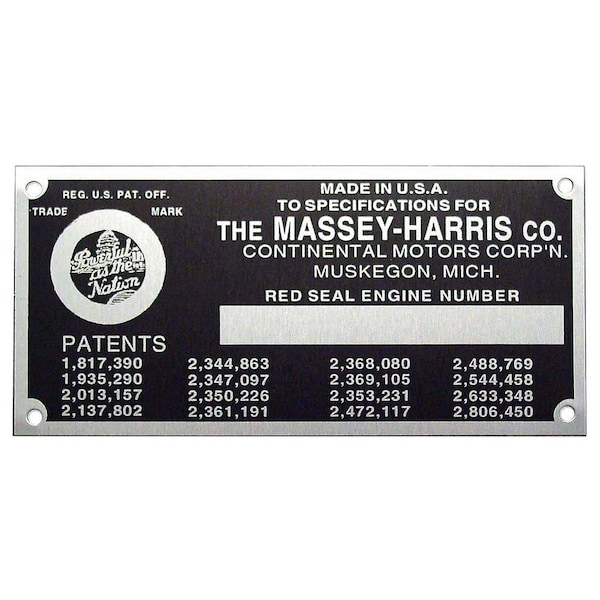 REG. U.S. PAT. OFF.
TRADE MARK
Powerful
as the
Nation
MADE IN U.S.A.
TO SPECIFICATIONS FOR
THE MASSEY-HARRIS CO.
CONTINENTAL MOTORS CORP'N.
MUSKEGON, MICH.
RED SEAL ENGINE NUMBER
PATENTS
1,817,390 2,344,863 2,368,080 2,488,769
1,935,290 2,347,097 2,369,105 2,544,458
2,013,157 2,350,226 2,353,231 2,633,348
2,137,802 2,361,191 2,472,117 2,806,450